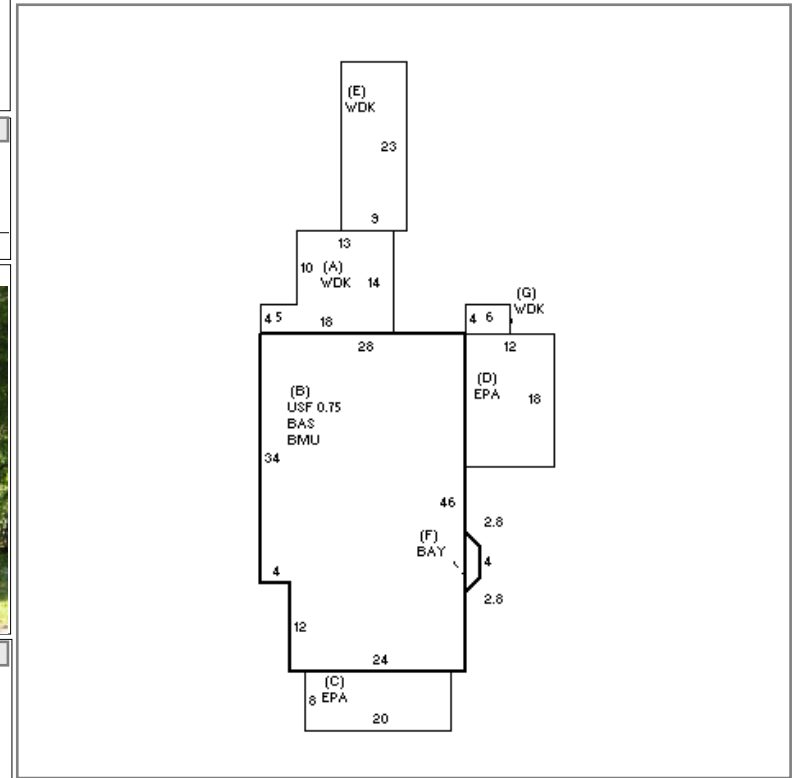 (E)
WDK
23
9
13
10 (A)
WDK 14
4 5 18
(G)
WDK
4 6
28
12
(D)
EPA 18
(B)
USF 0.75
BAS
BMU
34
46
2.8
(F)
BAY
4
2.8
4
12
24
(C)
8 EPA
20